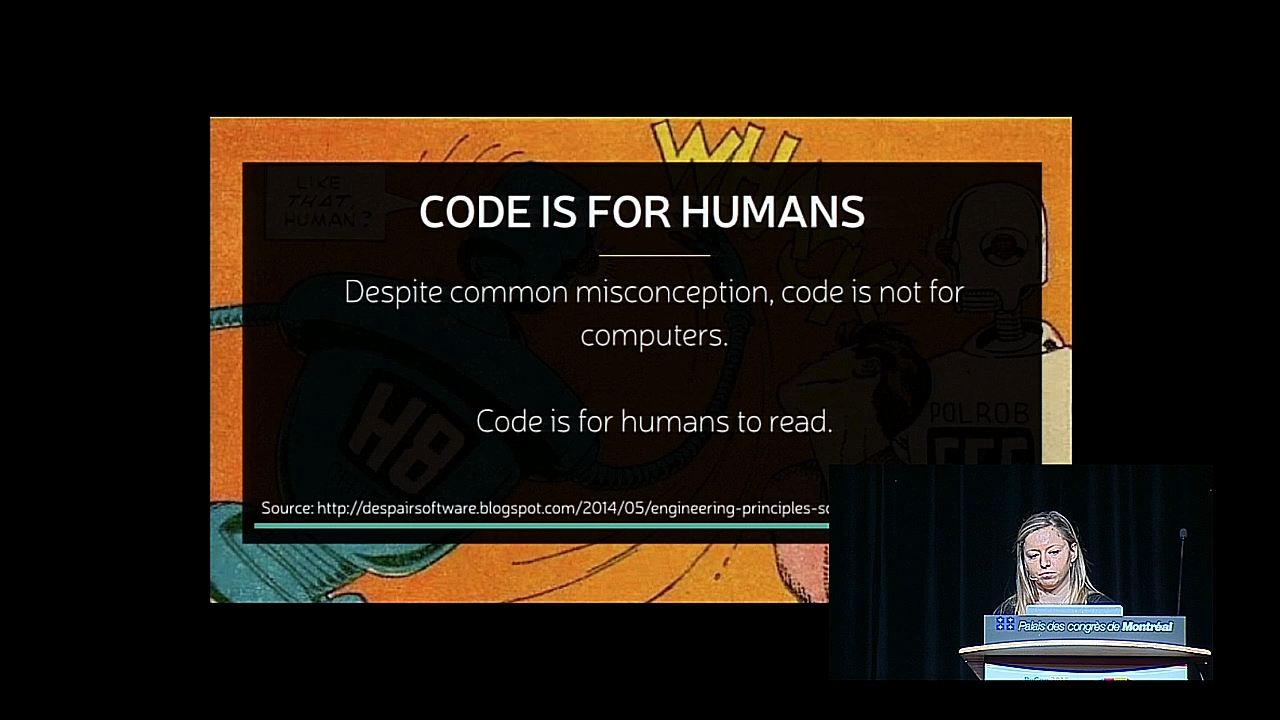 WHA
LIKE
THAT,
HUMAN?
CODE IS FOR HUMANS
Despite common misconception, code is not for
computers.
Code is for humans to read.
H8
POLROB
Source: http://despairsoftware.blogspot.com/2014/05/engineering-principles-so
Palais des congrès de Montréal